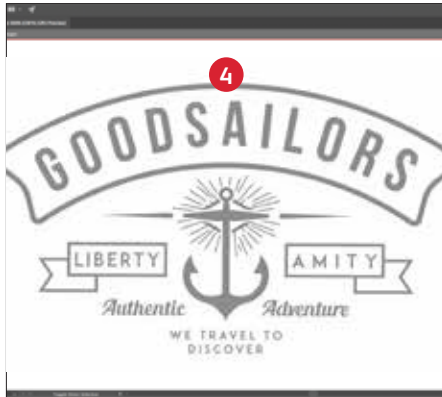 4
GOODSAILORS
LIBERTY
AMITY
Authentic Adventure
WE TRAVEL TO
DISCOVER